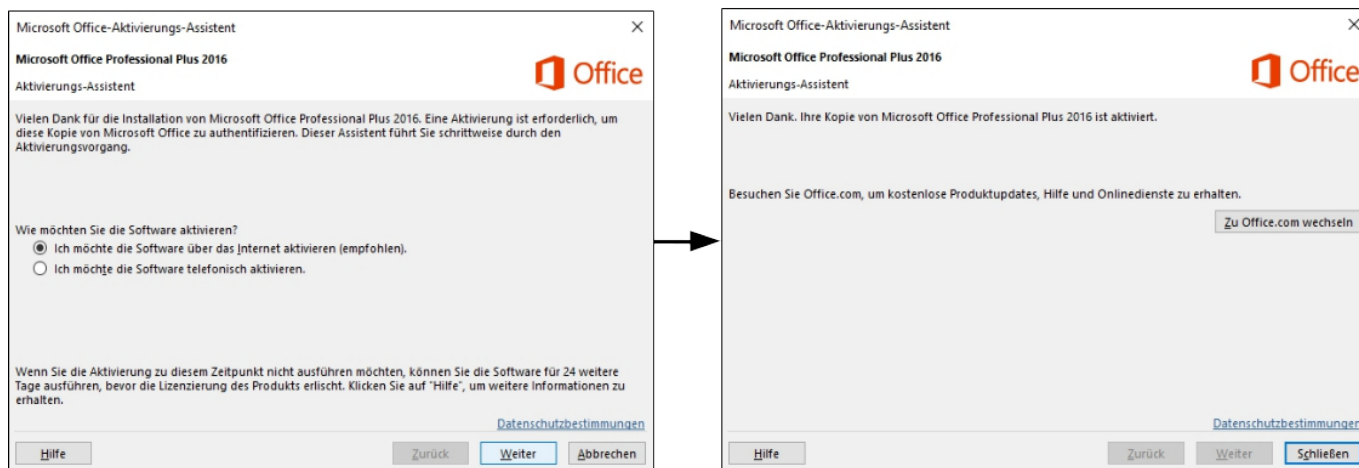 Microsoft Office-Aktivierungs-Assistent
Microsoft Office Professional Plus 2016
Aktivierungs-Assistent
Office
Vielen Dank für die Installation von Microsoft Office Professional Plus 2016. Eine Aktivierung ist erforderlich, um
diese Kopie von Microsoft Office zu authentifizieren. Dieser Assistent führt Sie schrittweise durch den
Aktivierungsvorgang.
Wie möchten Sie die Software aktivieren?
Ich möchte die Software über das Internet aktivieren (empfohlen).
Ich möchte die Software telefonisch aktivieren.
Wenn Sie die Aktivierung zu diesem Zeitpunkt nicht ausführen möchten, können Sie die Software für 24 weitere
Tage ausführen, bevor die Lizenzierung des Produkts erlischt. Klicken Sie auf "Hilfe", um weitere Informationen zu
erhalten.
Datenschutzbestimmungen
Hilfe
Zurück
Weiter
Abbrechen
Microsoft Office-Aktivierungs-Assistent
Microsoft Office Professional Plus 2016
Aktivierungs-Assistent
Office
Vielen Dank. Ihre Kopie von Microsoft Office Professional Plus 2016 ist aktiviert.
Besuchen Sie Office.com, um kostenlose Produktupdates, Hilfe und Onlinedienste zu erhalten.
Zu Office.com wechseln
Datenschutzbestimmungen
Hilfe
Zurück
Weiter
Schließen